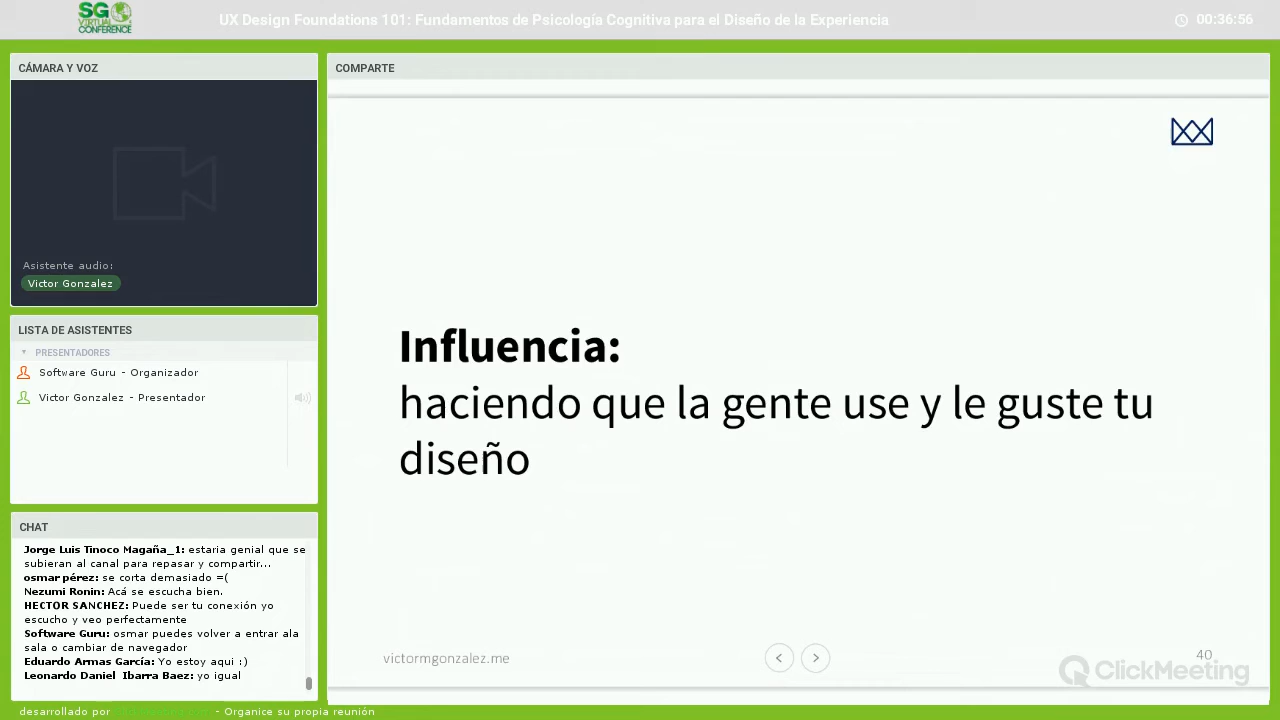 SG VIRTUAL CONFERENCE
UX Design Foundations 101: Fundamentos de Psicología Cognitiva para el Diseño de la Experiencia
00:36:56
CÁMARA Y VOZ
Asistente audio:
Victor Gonzalez
LISTA DE ASISTENTES
PRESENTADORES
Software Guru - Organizador
Victor Gonzalez - Presentador
CHAT
Jorge Luis Tinoco Magaña_1: estaria genial que se
subieran al canal para repasar y compartir...
osmar pérez: se corta demasiado =(
Nezumi Ronin: Acá se escucha bien.
HECTOR SANCHEZ: Puede ser tu conexión yo
escucho y veo perfectamente
Software Guru: osmar puedes volver a entrar ala
sala o cambiar de navegador
Eduardo Armas García: Yo estoy aqui :)
Leonardo Daniel Ibarra Baez: yo igual
desarrollado por - Organice su propia reunión
COMPARTE
Influencia:
haciendo que la gente use y le guste tu
diseño
victormgonzalez.me
40
ClickMeeting